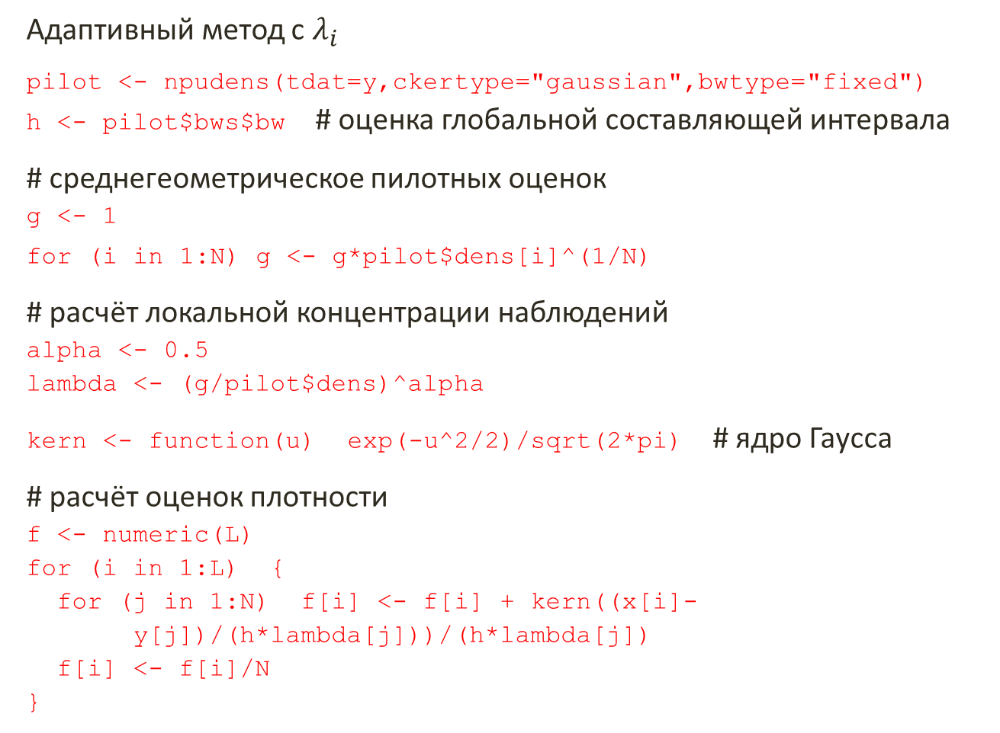 Адаптивный метод с λi
pilot <- npudens(tdat=y,ckertype="gaussian",bwtype="fixed")
h <- pilot$bws$bw # оценка глобальной составляющей интервала
# среднегеометрическое пилотных оценок
g <- 1
for (i in 1:N) g <- g*pilot$dens[i]^(1/N)
# расчёт локальной концентрации наблюдений
alpha <- 0.5
lambda <- (g/pilot$dens)^alpha
kern <- function(u) exp(-u^2/2)/sqrt(2*pi) # ядро Гаусса
# расчёт оценок плотности
f <- numeric(L)
for (i in 1:L) {
for (j in 1:N) f[i] <- f[i] + kern((x[i]-
y[j])/(h*lambda[j]))/(h*lambda[j])
f[i] <- f[i]/N
}